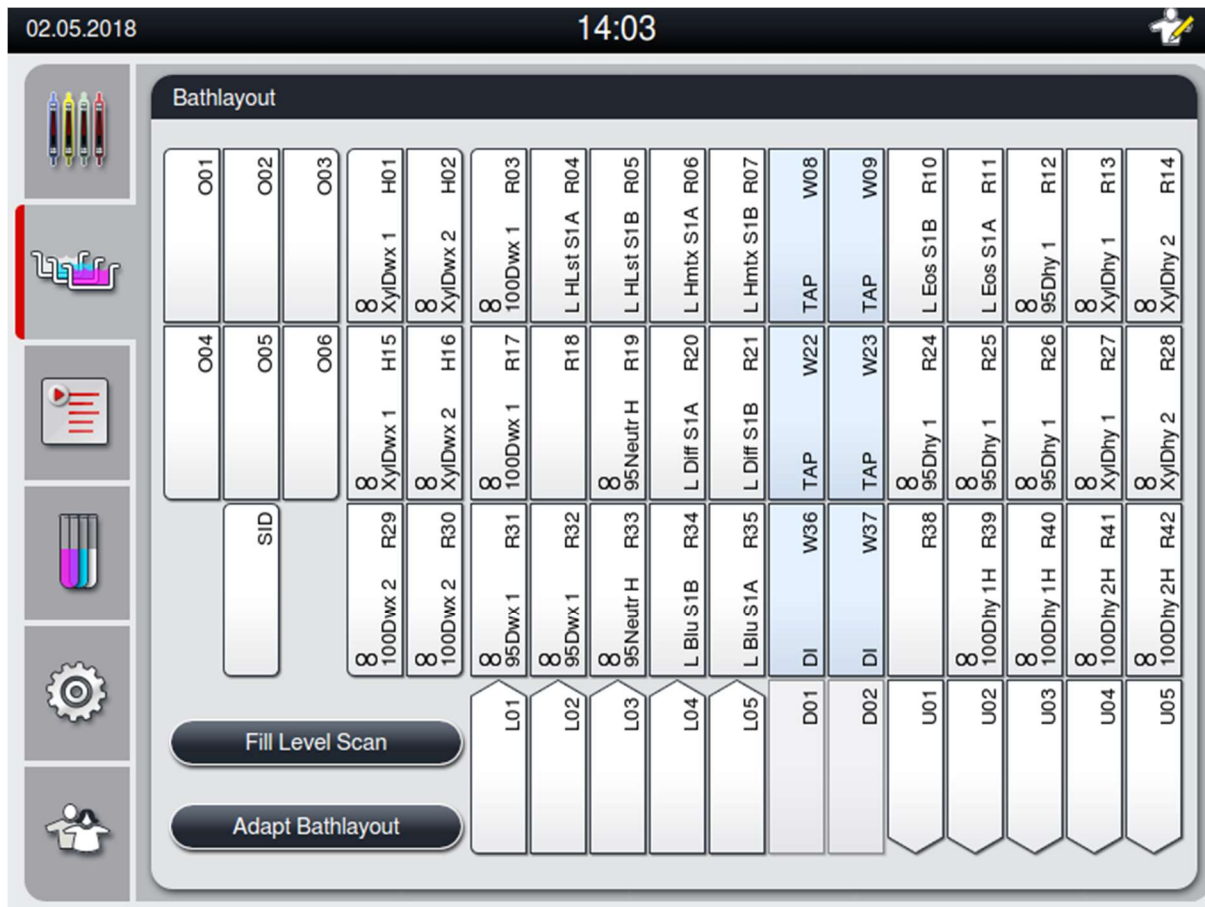 02.05.2018
14:03
Bathlayout
O01
O02
O03
∞ XylDwx 1 H01
∞ XylDwx 2 H02
∞ 100Dwx 1 R03
L HLst S1A R04
L HLst S1B R05
L Hmtx S1A R06
L Hmtx S1B R07
TAP W08
TAP W09
L Eos S1B R10
L Eos S1A R11
∞ 95Dhy 1 R12
∞ XylDhy 1 R13
∞ XylDhy 2 R14
O04
O05
O06
∞ XylDwx 1 H15
∞ XylDwx 2 H16
∞ 100Dwx 1 R17
R18
∞ 95Neutr H R19
L Diff S1A R20
L Diff S1B R21
TAP W22
TAP W23
∞ 95Dhy 1 R24
∞ 95Dhy 1 R25
∞ 95Dhy 1 R26
∞ XylDhy 1 R27
∞ XylDhy 2 R28
SID
∞ 100Dwx 2 R29
∞ 100Dwx 2 R30
∞ 95Dwx 1 R31
∞ 95Dwx 1 R32
∞ 95Neutr H R33
L Blu S1B R34
L Blu S1A R35
DI W36
DI W37
R38
∞ 100Dhy 1H R39
∞ 100Dhy 1H R40
∞ 100Dhy 2H R41
∞ 100Dhy 2H R42
L01
L02
L03
L04
L05
D01
D02
U01
U02
U03
U04
U05
Fill Level Scan
Adapt Bathlayout